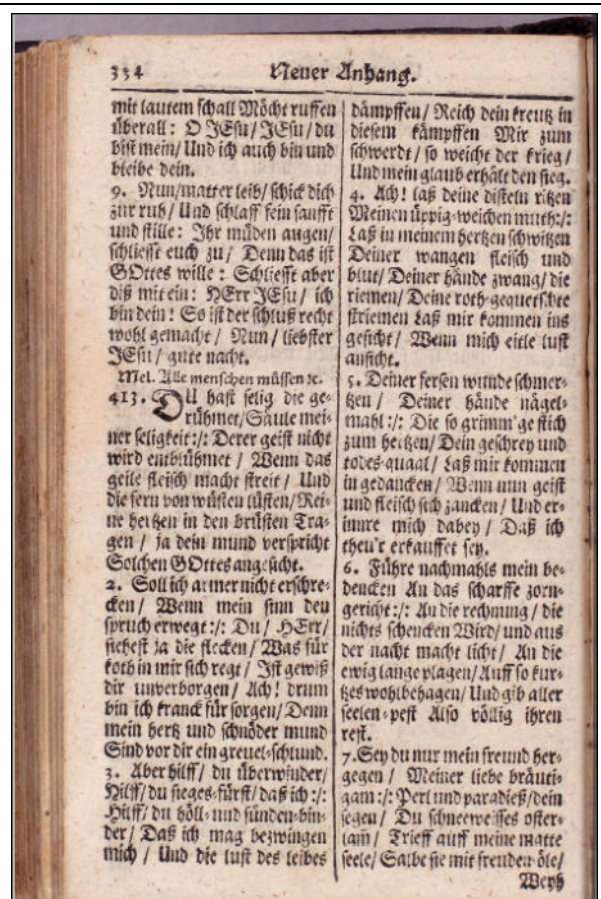 334 Neuer Anhang.
mit lautem schall Möcht ruffen
überall: O JEsu/ JEsu/ du
bist mein/ Und ich auch bin und
bleibe dein.
9. Nun/matter leib/ schick dich
zur ruh/ Und schlaff fein sanfft
und stille: Ihr müden augen/
schliesst euch zu/ Denn das ist
GOttes wille: Schliesst aber
diß mit ein: HErr JEsu/ ich
bin dein! So ist der schluß recht
wohl gemacht/ Nun/ liebster
JEsu/ gute nacht.
Mel. Alle menschen müssen ꝛc.
413. DU hast selig die ge-
rühmet/Säule mei-
ner seligkeit:/: Derer geist nicht
wird entblühmet/ Wenn das
geile fleisch macht streit/ Und
die fern von wüsten lüsten/Rei-
ne hertzen in den brüsten Tra-
gen/ ja dein mund verspricht
Solchen GOttes angesicht.
2. Soll ich armer nicht erschre-
cken/ Wenn mein sinn den
spruch erwegt:/: Du/ HErr/
siehest ja die flecken/ Was für
koth in mir sich regt/ Ist gewiß
dir unverborgen/ Ach! drum
bin ich kranck für sorgen/ Denn
mein hertz und schnöder mund
Sind vor dir ein greuel-schlund.
3. Aber hilff/ du überwinder/
Hilff/ du sieges-fürst/ daß ich:/:
Hilff/ du höll- und sünden-bin-
der/ Daß ich mag bezwingen
mich/ Und die lust des leibes
dämpffen/ Reich dein kreutz in
diesem kämpffen Mir zum
schwerdt/ so weicht der krieg/
Und mein glaub erhält den sieg.
4. Ach! laß deine disteln ritzen
Meinen üppig-weichen muth:/:
Laß in meinem hertzen schwitzen
Deiner wangen fleisch und
blut/ Deiner hände zwang/ die
riemen/ Deine roth-gequetschte
striemen Laß mir kommen ins
gesicht/ Wenn mich eitle lust
anficht.
5. Deiner fersen wunde schmer-
tzen/ Deiner hände nägel-
mahl:/: Die so grimm'ge stich
zum hertzen/ Dein geschrey und
todes-quaal/ Laß mir kommen
in gedancken/ Wenn nun geist
und fleisch sich zancken/ Und er-
innre mich dabey/ Daß ich
theu'r erkauffet sey.
6. Führe nachmahls mein be-
dencken An das scharffe zorn-
gericht:/: An die rechnung/ die
nichts schencken Wird/ und aus
der nacht macht licht/ An die
ewig lange plagen/ Auff so kur-
tzes wohlbehagen/ Und gib aller
seelen-pest Also völlig ihren
rest.
7. Sey du nur mein freund her-
gegen/ Meiner liebe bräuti-
gam:/: Perl und paradieß/dein
segen/ Du schneeweisses oster-
lam̃/ Trieff auff meine matte
seele/ Salbe sie mit freuden öle/
Weyh